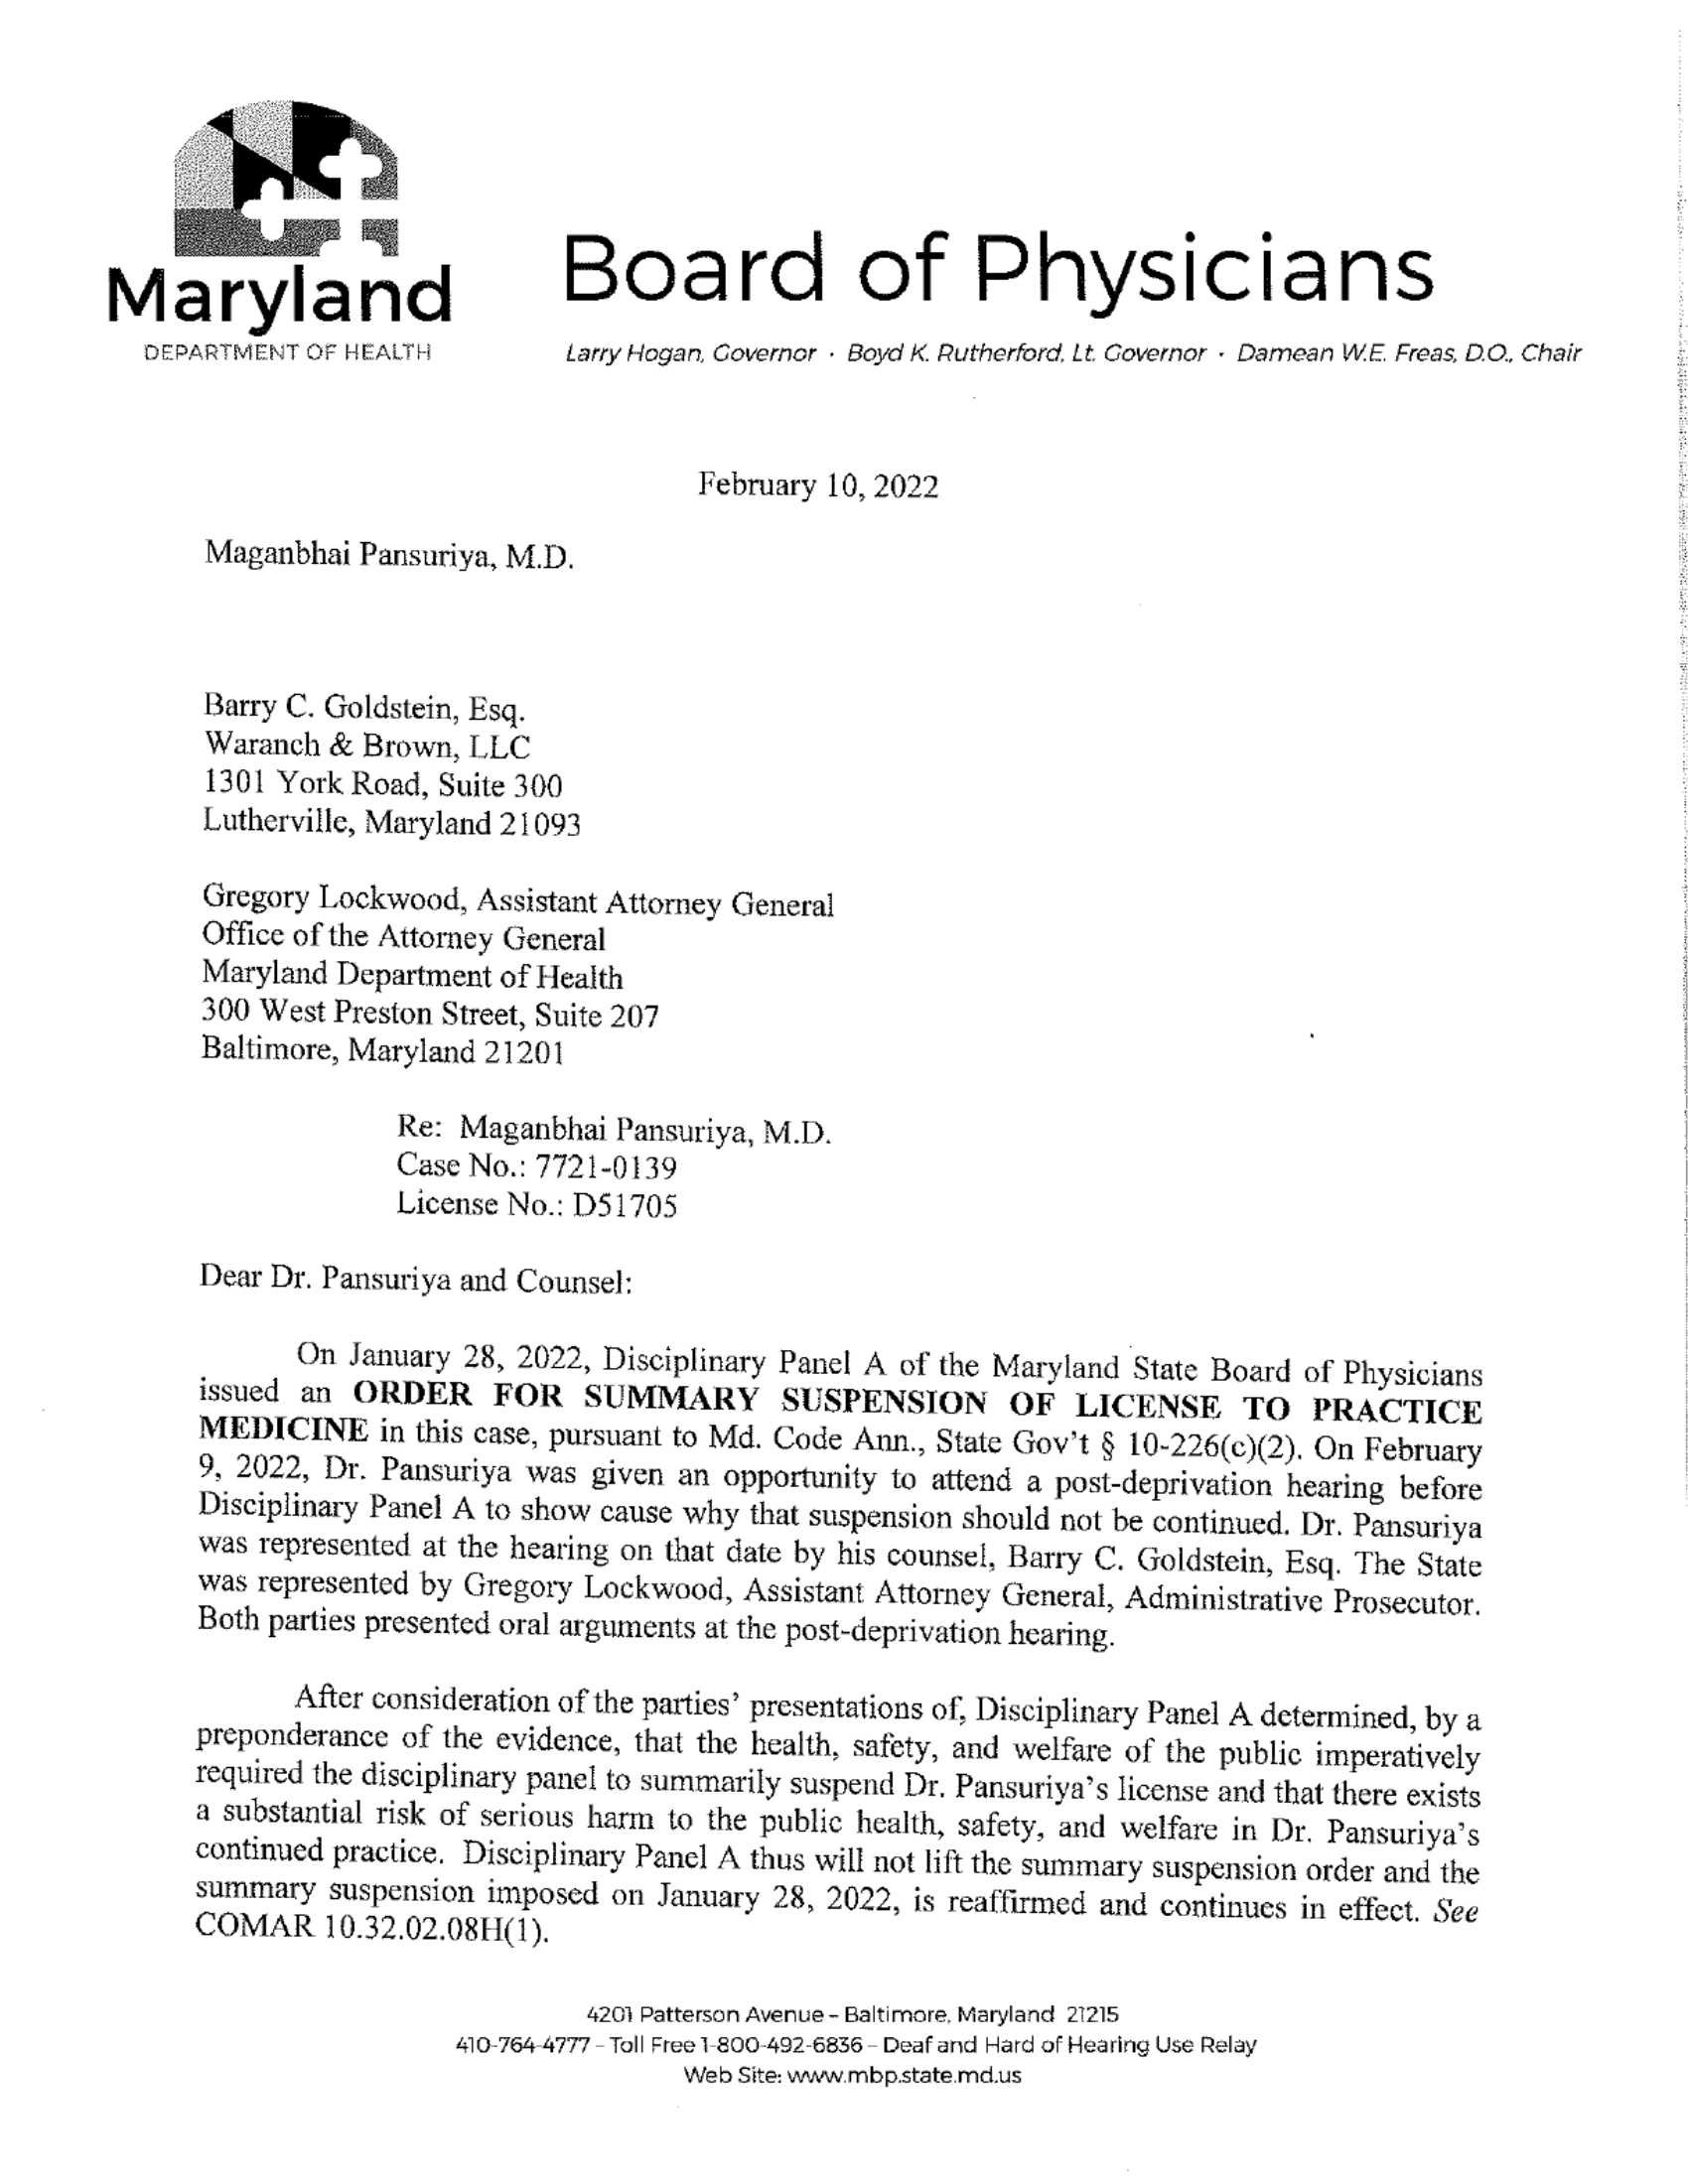 Maryland
DEPARTMENT OF HEALTH
Board of Physicians
Larry Hogan, Governor · Boyd K. Rutherford, Lt. Governor · Damean W.E. Freas, D.O., Chair
February 10, 2022
Maganbhai Pansuriya, M.D.
Barry C. Goldstein, Esq.
Waranch & Brown, LLC
1301 York Road, Suite 300
Lutherville, Maryland 21093
Gregory Lockwood, Assistant Attorney General
Office of the Attorney General
Maryland Department of Health
300 West Preston Street, Suite 207
Baltimore, Maryland 21201
Re: Maganbhai Pansuriya, M.D.
Case No.: 7721-0139
License No.: D51705
Dear Dr. Pansuriya and Counsel:
On January 28, 2022, Disciplinary Panel A of the Maryland State Board of Physicians
issued an ORDER FOR SUMMARY SUSPENSION OF LICENSE TO PRACTICE
MEDICINE in this case, pursuant to Md. Code Ann., State Gov't § 10-226(c)(2). On February
9, 2022, Dr. Pansuriya was given an opportunity to attend a post-deprivation hearing before
Disciplinary Panel A to show cause why that suspension should not be continued. Dr. Pansuriya
was represented at the hearing on that date by his counsel, Barry C. Goldstein, Esq. The State
was represented by Gregory Lockwood, Assistant Attorney General, Administrative Prosecutor.
Both parties presented oral arguments at the post-deprivation hearing.
After consideration of the parties' presentations of, Disciplinary Panel A determined, by a
preponderance of the evidence, that the health, safety, and welfare of the public imperatively
required the disciplinary panel to summarily suspend Dr. Pansuriya's license and that there exists
a substantial risk of serious harm to the public health, safety, and welfare in Dr. Pansuriya's
continued practice. Disciplinary Panel A thus will not lift the summary suspension order and the
summary suspension imposed on January 28, 2022, is reaffirmed and continues in effect. See
COMAR 10.32.02.08H(1).
4201 Patterson Avenue – Baltimore, Maryland 21215
410-764-4777 – Toll Free 1-800-492-6836 – Deaf and Hard of Hearing Use Relay
Web Site: www.mbp.state.md.us